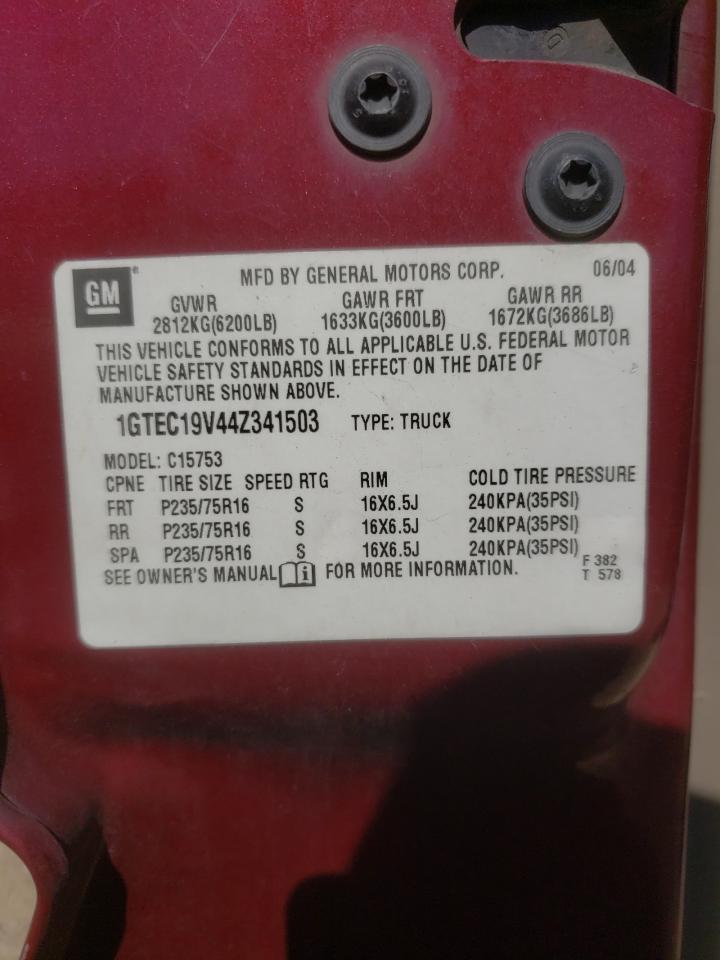 GM
MFD BY GENERAL MOTORS CORP. 06/04
GVWR GAWR FRT GAWR RR
2812KG(6200LB) 1633KG(3600LB) 1672KG(3686LB)
THIS VEHICLE CONFORMS TO ALL APPLICABLE U.S. FEDERAL MOTOR
VEHICLE SAFETY STANDARDS IN EFFECT ON THE DATE OF
MANUFACTURE SHOWN ABOVE.
1GTEC19V44Z341503 TYPE: TRUCK
MODEL: C15753
CPNE TIRE SIZE SPEED RTG RIM COLD TIRE PRESSURE
FRT P235/75R16 S 16X6.5J 240KPA(35PSI)
RR P235/75R16 S 16X6.5J 240KPA(35PSI)
SPA P235/75R16 S 16X6.5J 240KPA(35PSI)
SEE OWNER'S MANUAL FOR MORE INFORMATION.
F 382
T 578